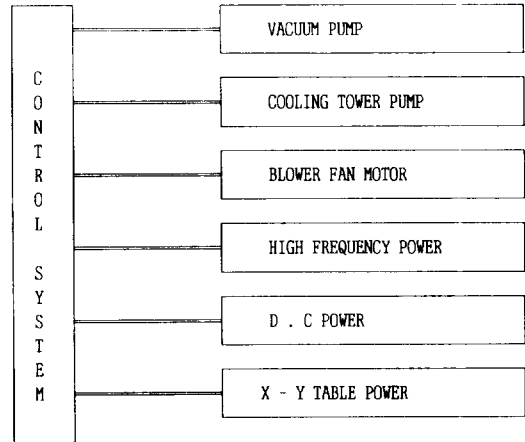 CONTROL SYSTEM
VACUUM PUMP
COOLING TOWER PUMP
BLOWER FAN MOTOR
HIGH FREQUENCY POWER
D . C POWER
X - Y TABLE POWER